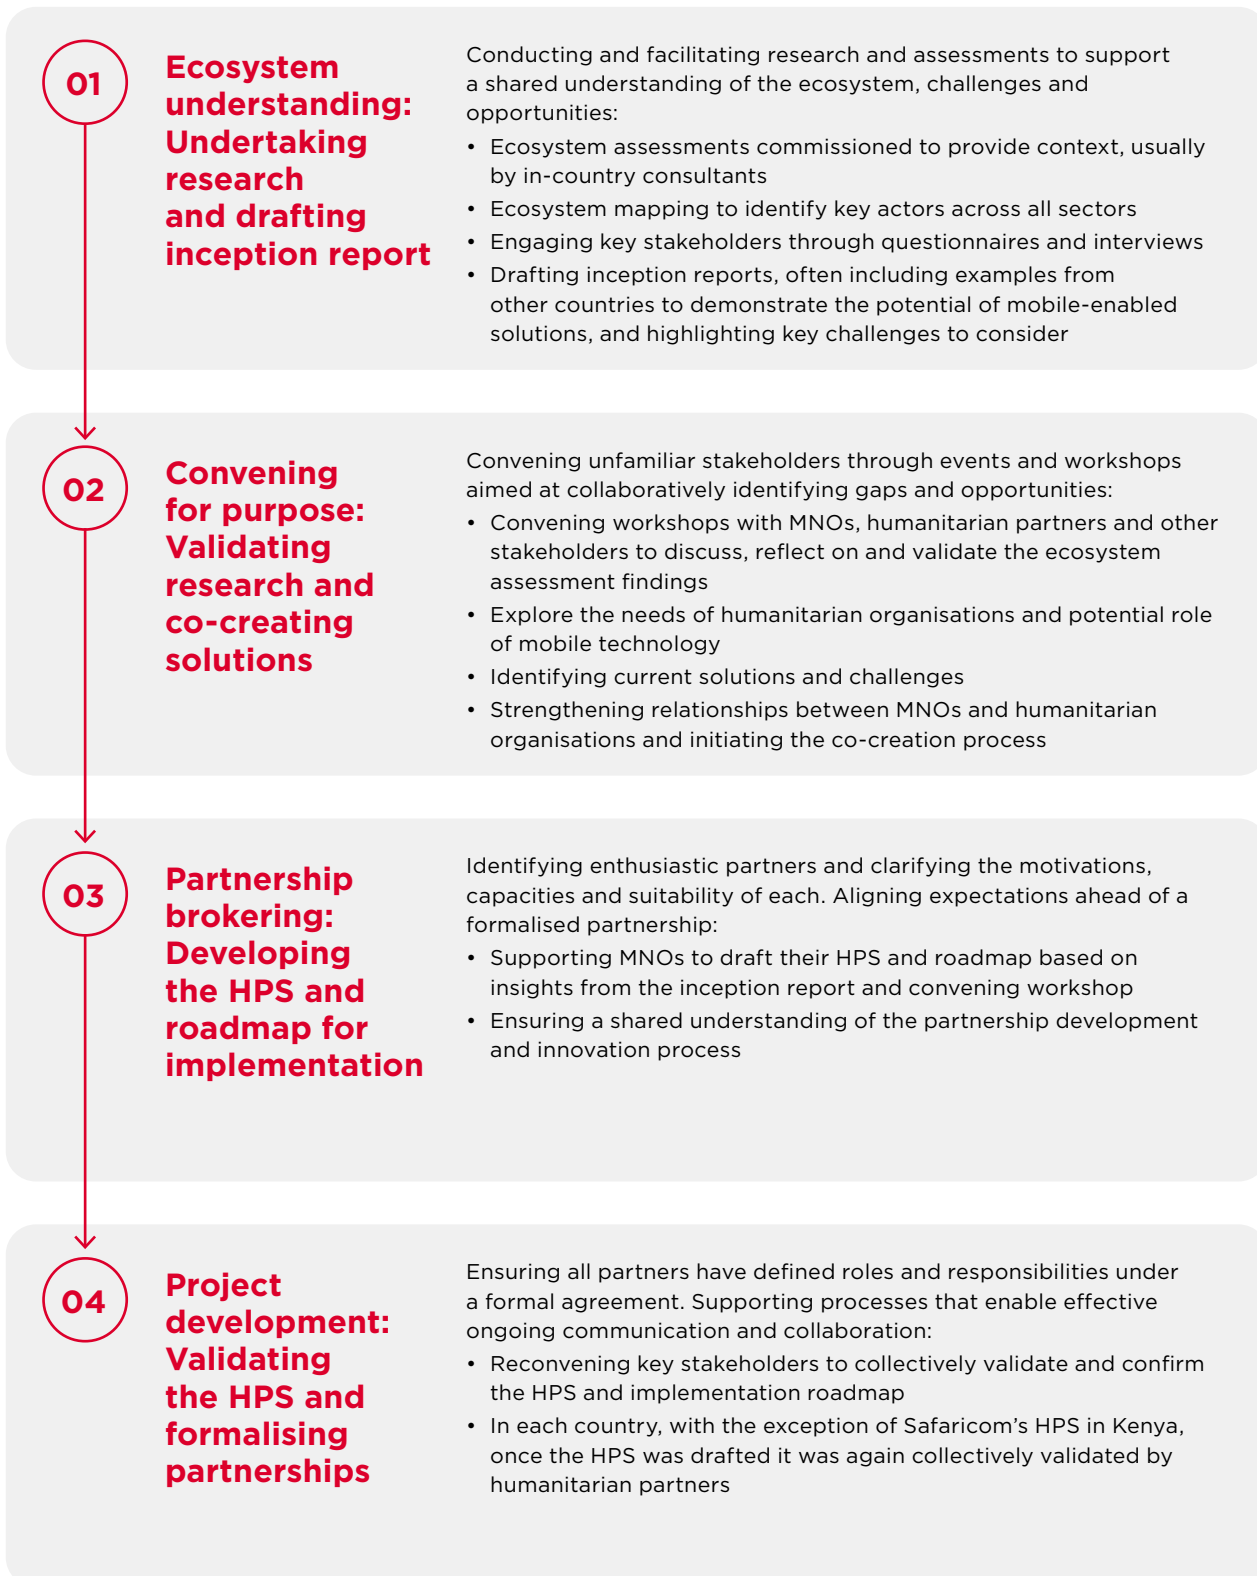 01
Ecosystem
understanding:
Undertaking
research
and drafting
inception report
Conducting and facilitating research and assessments to support
a shared understanding of the ecosystem, challenges and
opportunities:
• Ecosystem assessments commissioned to provide context, usually
by in-country consultants
• Ecosystem mapping to identify key actors across all sectors
• Engaging key stakeholders through questionnaires and interviews
• Drafting inception reports, often including examples from
other countries to demonstrate the potential of mobile-enabled
solutions, and highlighting key challenges to consider
02
Convening
for purpose:
Validating
research and
co-creating
solutions
Convening unfamiliar stakeholders through events and workshops
aimed at collaboratively identifying gaps and opportunities:
• Convening workshops with MNOs, humanitarian partners and other
stakeholders to discuss, reflect on and validate the ecosystem
assessment findings
• Explore the needs of humanitarian organisations and potential role
of mobile technology
• Identifying current solutions and challenges
• Strengthening relationships between MNOs and humanitarian
organisations and initiating the co-creation process
03
Partnership
brokering:
Developing
the HPS and
roadmap for
implementation
Identifying enthusiastic partners and clarifying the motivations,
capacities and suitability of each. Aligning expectations ahead of a
formalised partnership:
• Supporting MNOs to draft their HPS and roadmap based on
insights from the inception report and convening workshop
• Ensuring a shared understanding of the partnership development
and innovation process
04
Project
development:
Validating
the HPS and
formalising
partnerships
Ensuring all partners have defined roles and responsibilities under
a formal agreement. Supporting processes that enable effective
ongoing communication and collaboration:
• Reconvening key stakeholders to collectively validate and confirm
the HPS and implementation roadmap
• In each country, with the exception of Safaricom's HPS in Kenya,
once the HPS was drafted it was again collectively validated by
humanitarian partners